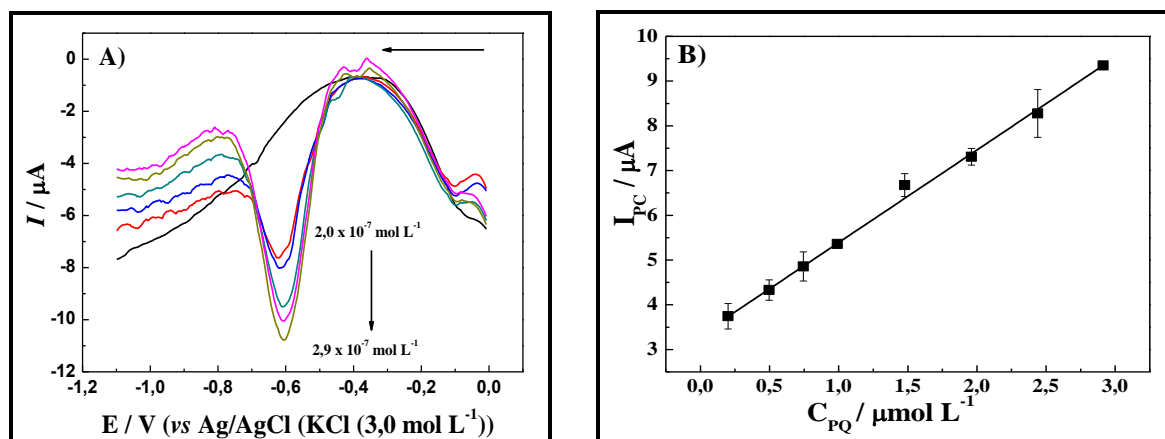 A)
0
-2
-4
-6
-8
-10
-12
I / µA
2,0 x 10⁻⁷ mol L⁻¹
2,9 x 10⁻⁷ mol L⁻¹
-1,2 -1,0 -0,8 -0,6 -0,4 -0,2 0,0
E / V (vs Ag/AgCl (KCl (3,0 mol L⁻¹))
B)
10
9
8
7
6
5
4
3
I_PC / µA
0,0 0,5 1,0 1,5 2,0 2,5 3,0
C_PQ / µmol L⁻¹